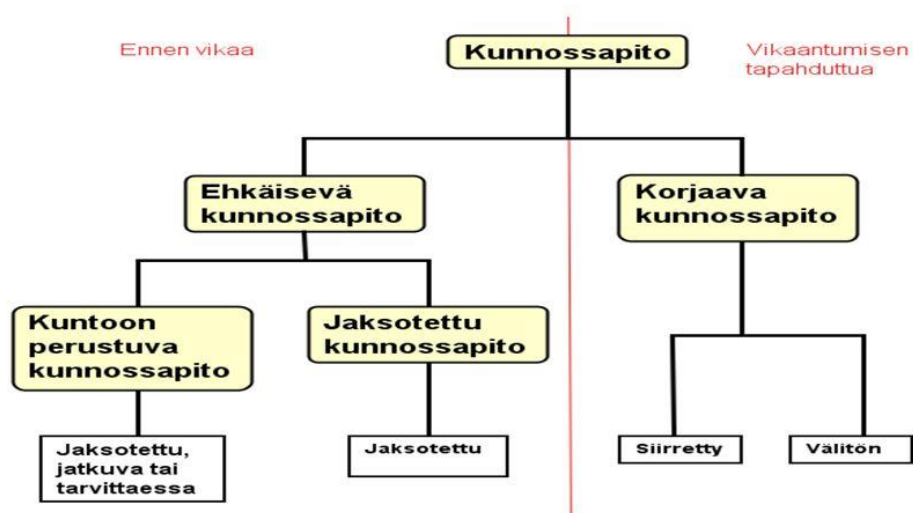 Ennen vikaa
Kunnossapito
Vikaantumisen
tapahduttua
Ehkäisevä
kunnossapito
Korjaava
kunnossapito
Kuntoon
perustuva
kunnossapito
Jaksotettu
kunnossapito
Jaksotettu,
jatkuva tai
tarvittaessa
Jaksotettu
Siirretty
Välitön